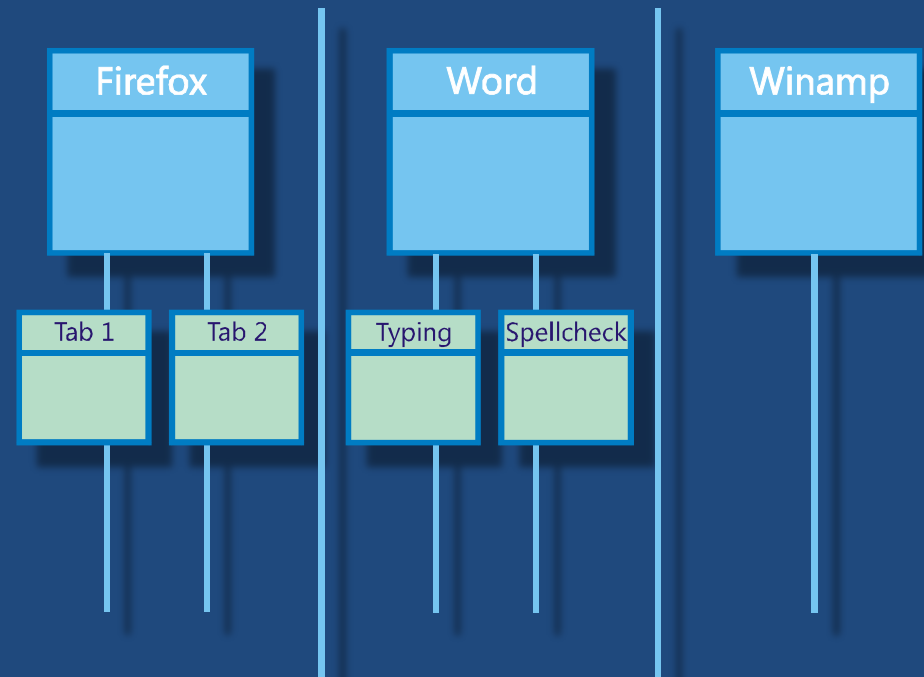 Firefox
Word
Winamp
Tab 1
Tab 2
Typing
Spellcheck